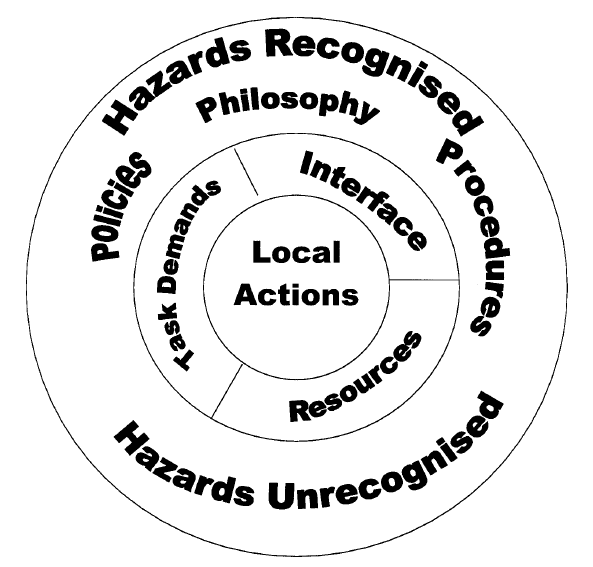 Hazards Recognised
Philosophy
Policies
Procedures
Task Demands
Interface
Resources
Local
Actions
Hazards Unrecognised